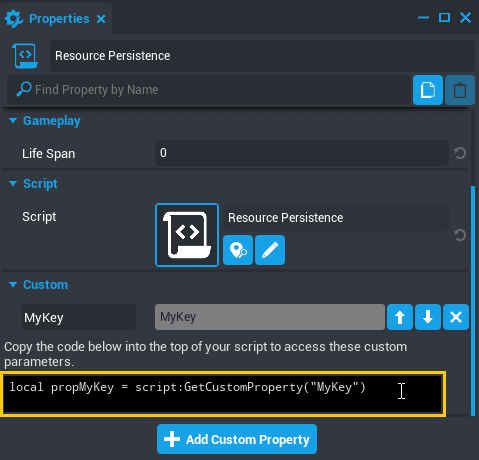 Properties
Resource Persistence
Find Property by Name
Gameplay
Life Span 0
Script
Script Resource Persistence
Custom
MyKey MyKey
Copy the code below into the top of your script to access these custom
parameters.
local propMyKey = script:GetCustomProperty("MyKey")
Add Custom Property